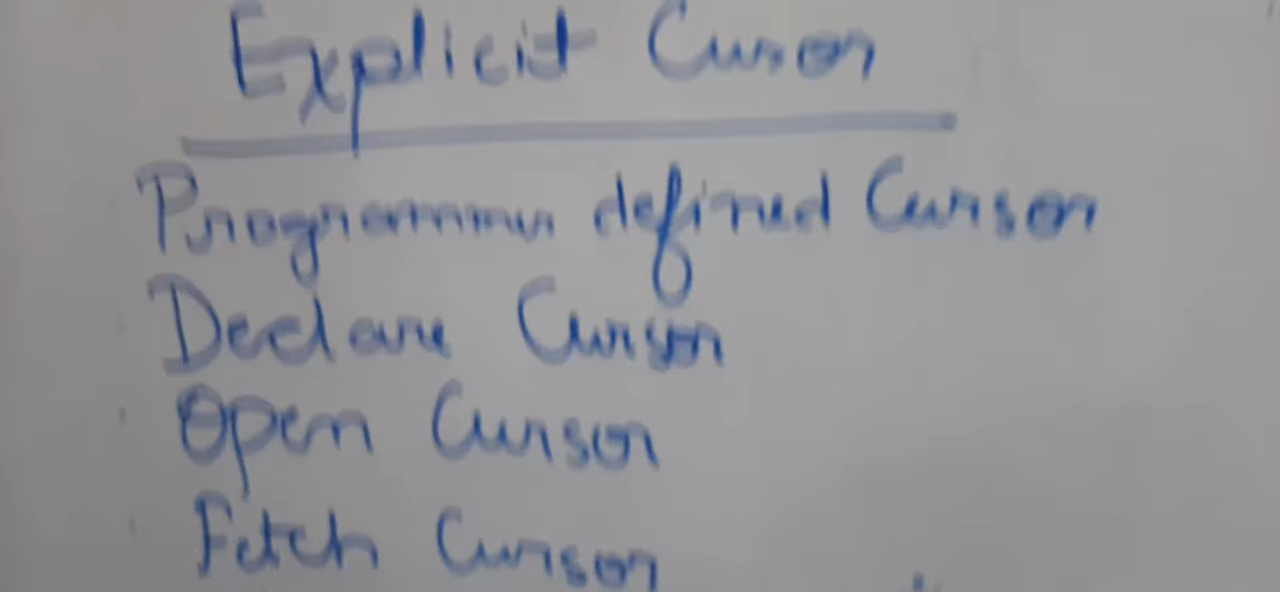 Explicit Cursor
Programmer defined Cursor
Declare Cursor
Open Cursor
Fetch Cursor